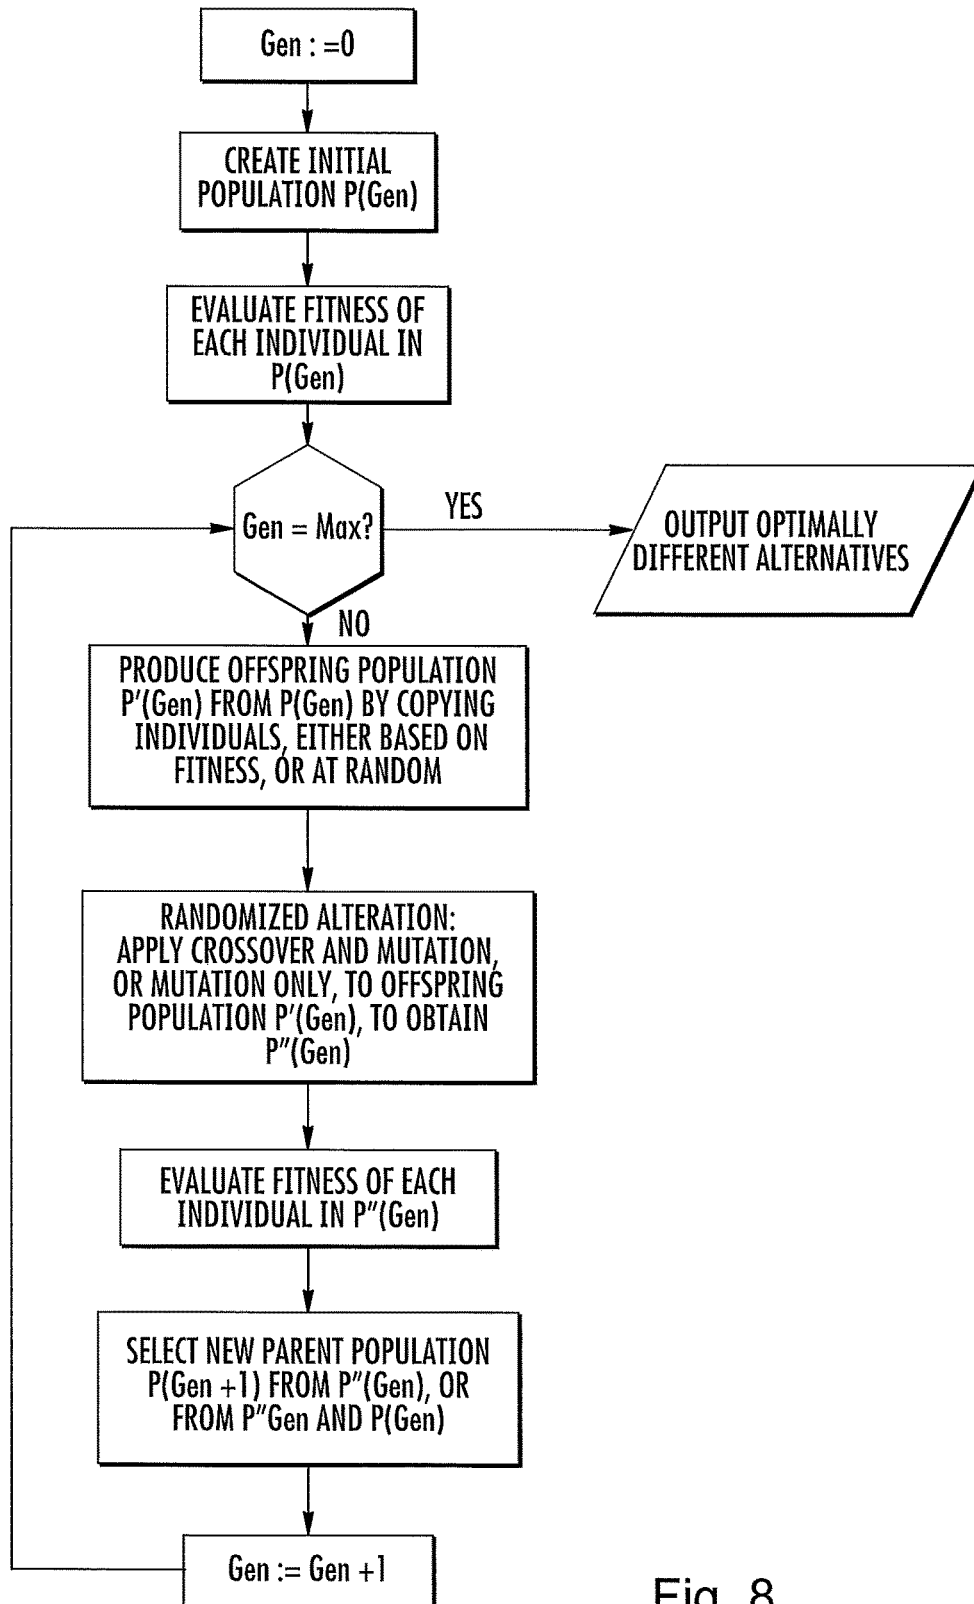 Gen : =0
CREATE INITIAL
POPULATION P(Gen)
EVALUATE FITNESS OF
EACH INDIVIDUAL IN
P(Gen)
Gen = Max?
YES
OUTPUT OPTIMALLY
DIFFERENT ALTERNATIVES
NO
PRODUCE OFFSPRING POPULATION
P'(Gen) FROM P(Gen) BY COPYING
INDIVIDUALS, EITHER BASED ON
FITNESS, OR AT RANDOM
RANDOMIZED ALTERATION:
APPLY CROSSOVER AND MUTATION,
OR MUTATION ONLY, TO OFFSPRING
POPULATION P'(Gen), TO OBTAIN
P"(Gen)
EVALUATE FITNESS OF EACH
INDIVIDUAL IN P"(Gen)
SELECT NEW PARENT POPULATION
P(Gen +1) FROM P"(Gen), OR
FROM P"Gen AND P(Gen)
Gen := Gen +1
Fig. 8